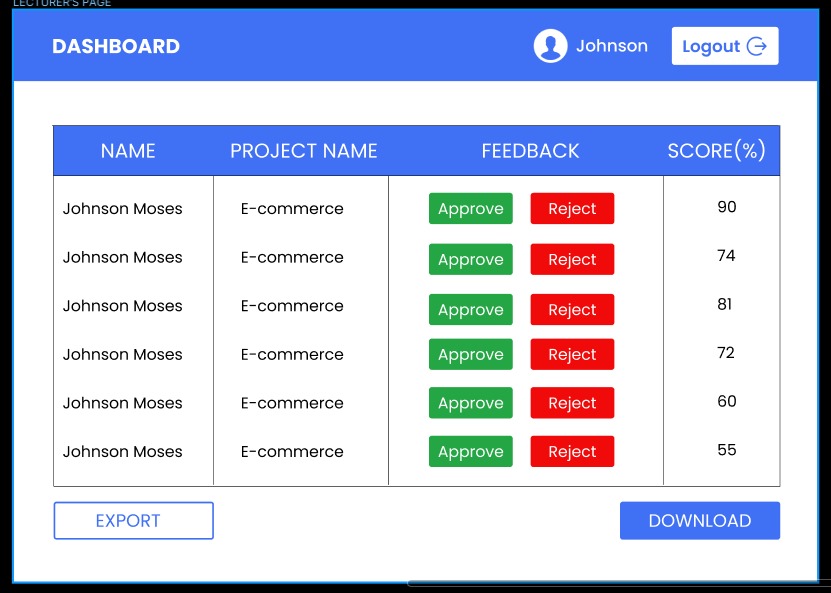 LECTURER'S PAGE
DASHBOARD Johnson Logout
NAME PROJECT NAME FEEDBACK SCORE(%)
Johnson Moses E-commerce Approve Reject 90
Johnson Moses E-commerce Approve Reject 74
Johnson Moses E-commerce Approve Reject 81
Johnson Moses E-commerce Approve Reject 72
Johnson Moses E-commerce Approve Reject 60
Johnson Moses E-commerce Approve Reject 55
EXPORT DOWNLOAD